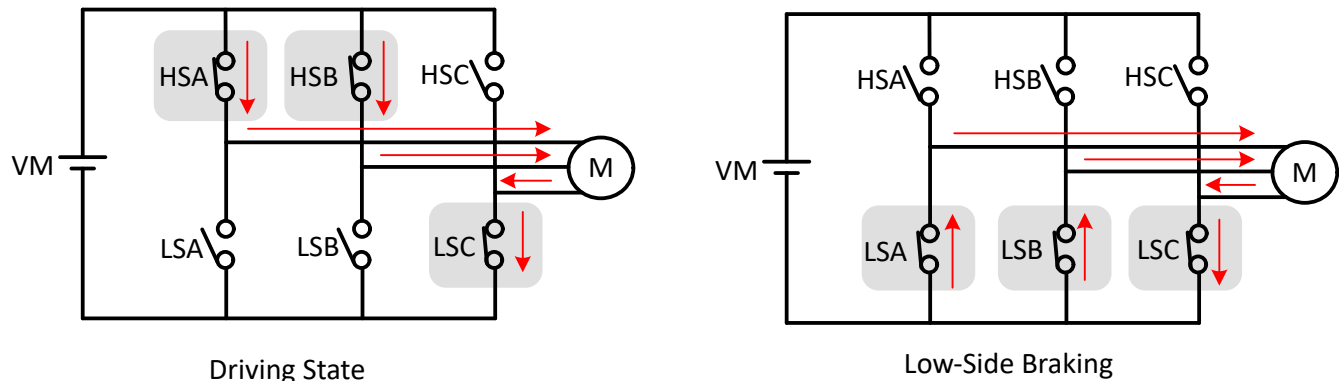 HSA HSB HSC
VM M
LSA LSB LSC
Driving State
HSA HSB HSC
VM M
LSA LSB LSC
Low-Side Braking